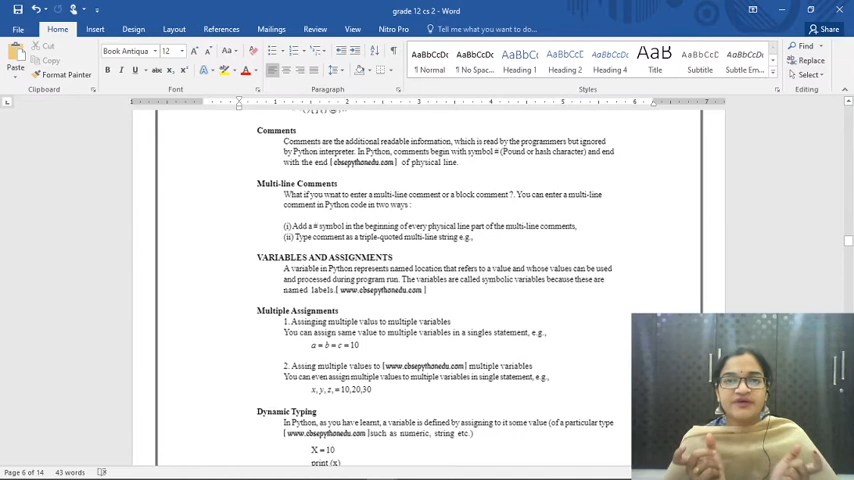 grade 12 cs 2 - Word
File
Home
Insert
Design
Layout
References
Mailings
Review
View
Nitro Pro
Tell me what you want to do...
Share
Paste
Cut
Copy
Format Painter
Clipboard
Book Antiqua
12
Font
Paragraph
AaBbCcDc
¶ Normal
AaBbCcDc
¶ No Spac...
AaBbC
Heading 1
AaBbCcD
Heading 2
AaBbCcDc
Heading 4
AaB
Title
AaBbCcDc
Subtitle
AaBbCcDc
Subtle Em...
Styles
Find
Replace
Select
Editing
Comments
Comments are the additional readable information, which is read by the programmers but ignored
by Python interpreter. In Python, comments begin with symbol # (Pound or hash character) and end
with the end [ cbsepythonedu.com ] of physical line.
Multi-line Comments
What if you wnat to enter a multi-line comment or a block comment ?. You can enter a multi-line
comment in Python code in two ways :
(i) Add a # symbol in the beginning of every physical line part of the multi-line comments,
(ii) Type comment as a triple-quoted multi-line string e.g.,
VARIABLES AND ASSIGNMENTS
A variable in Python represents named location that refers to a value and whose values can be used
and processed during program run. The variables are called symbolic variables because these are
named labels.[ www.cbsepythonedu.com ]
Multiple Assignments
1. Assinging multiple valus to multiple variables
You can assign same value to multiple variables in a singles statement, e.g.,
a = b = c = 10
2. Assing multiple values to [www.cbsepythonedu.com] multiple variables
You can even assign multiple values to multiple variables in single statement, e.g.,
x, y, z, = 10,20,30
Dynamic Typing
In Python, as you have learnt, a variable is defined by assigning to it some value (of a particular type
[ www.cbsepythonedu.com ]such as numeric, string etc.)
X = 10
print (x)
Page 6 of 14
43 words